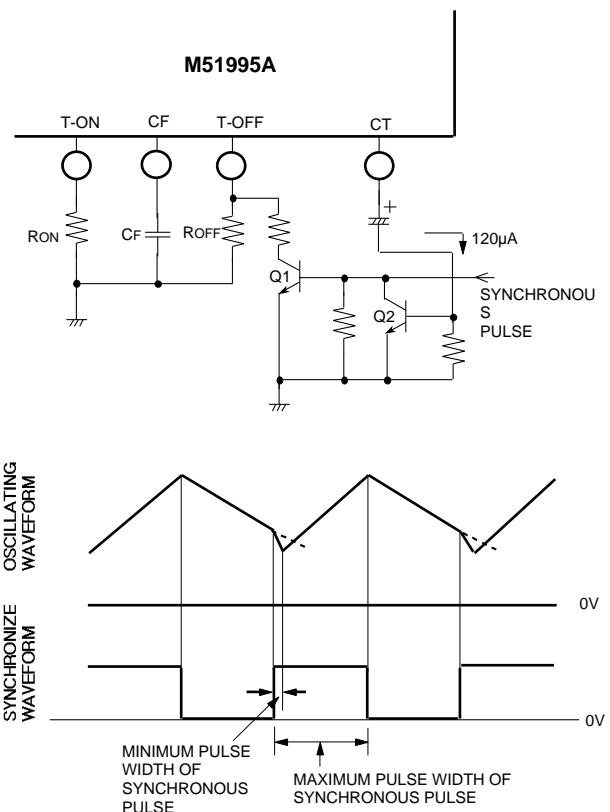 M51995A
T-ON
CF
T-OFF
CT
RON
CF
ROFF
+
120µA
Q1
Q2
SYNCHRONOU
S
PULSE
OSCILLATING
WAVEFORM
0V
SYNCHRONIZE
WAVEFORM
0V
MINIMUM PULSE
WIDTH OF
SYNCHRONOUS
PULSE
MAXIMUM PULSE WIDTH OF
SYNCHRONOUS PULSE